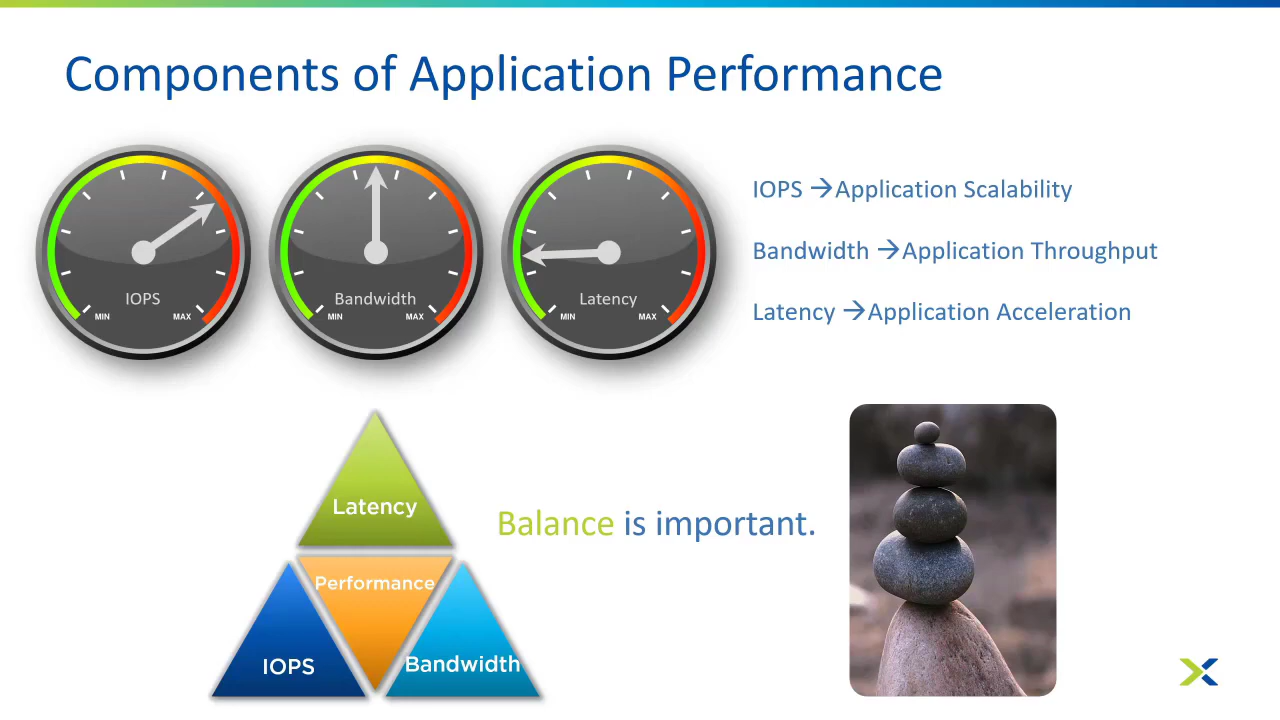 Components of Application Performance
IOPS
MIN MAX
Bandwidth
MIN MAX
Latency
MIN MAX
IOPS →Application Scalability
Bandwidth →Application Throughput
Latency →Application Acceleration
Latency
Performance
IOPS
Bandwidth
Balance is important.